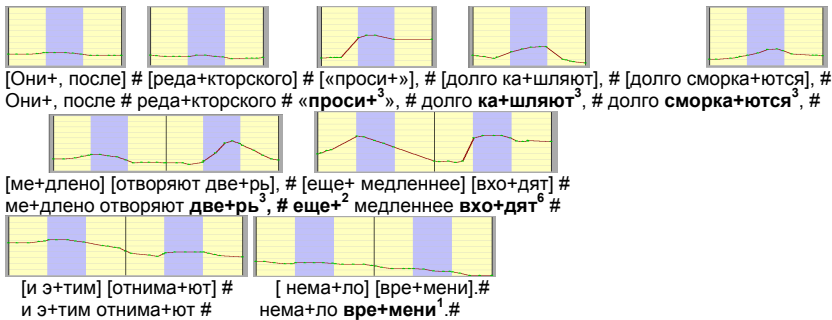 [Они+, после] # [реда+кторского] # [«проси+»], # [долго ка+шляют], # [долго сморка+ются], #
Они+, после # реда+кторского # «проси+³», # долго ка+шляют³, # долго сморка+ются³, #
[ме+длено] [отворяют две+рь], # [еще+ медленнее] [вхо+дят] #
ме+длено отворяют две+рь³, # еще+² медленнее вхо+дят⁶ #
[и э+тим] [отнима+ют] # [ нема+ло] [вре+мени].#
и э+тим отнима+ют # нема+ло вре+мени¹.#